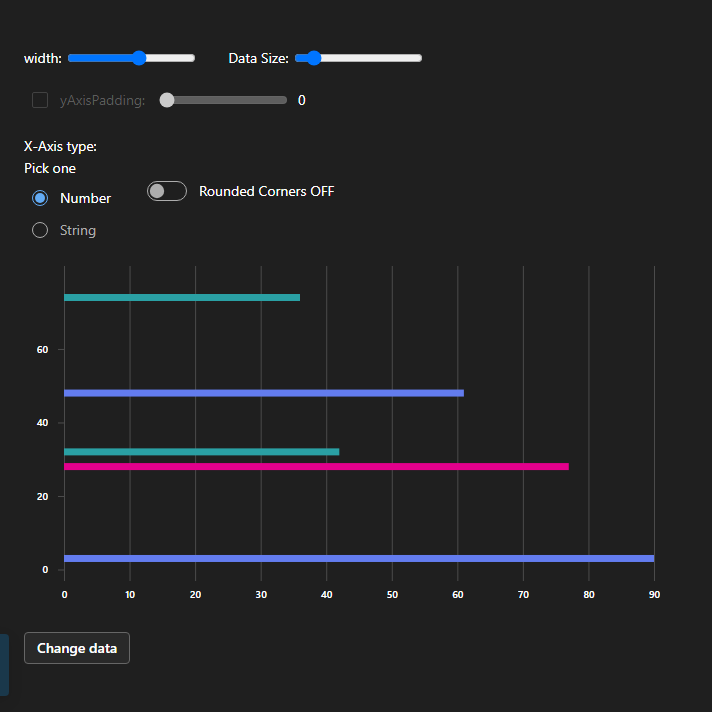 width: Data Size:
yAxisPadding: 0
X-Axis type:
Pick one
Number Rounded Corners OFF
String
60
40
20
0
0 10 20 30 40 50 60 70 80 90
Change data